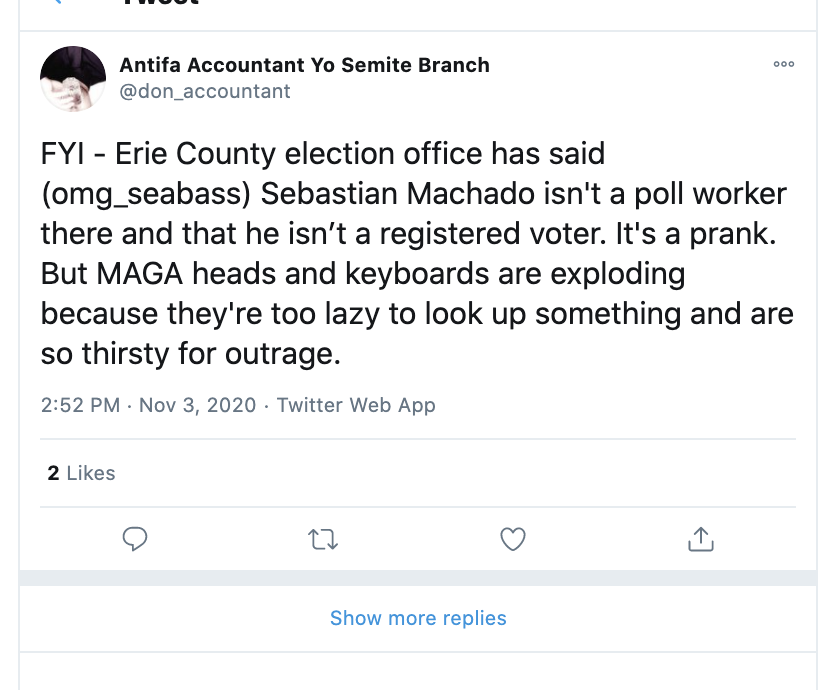 Tweet
Antifa Accountant Yo Semite Branch
@don_accountant
FYI - Erie County election office has said
(omg_seabass) Sebastian Machado isn't a poll worker
there and that he isn’t a registered voter. It's a prank.
But MAGA heads and keyboards are exploding
because they're too lazy to look up something and are
so thirsty for outrage.
2:52 PM · Nov 3, 2020 · Twitter Web App
2 Likes
Show more replies